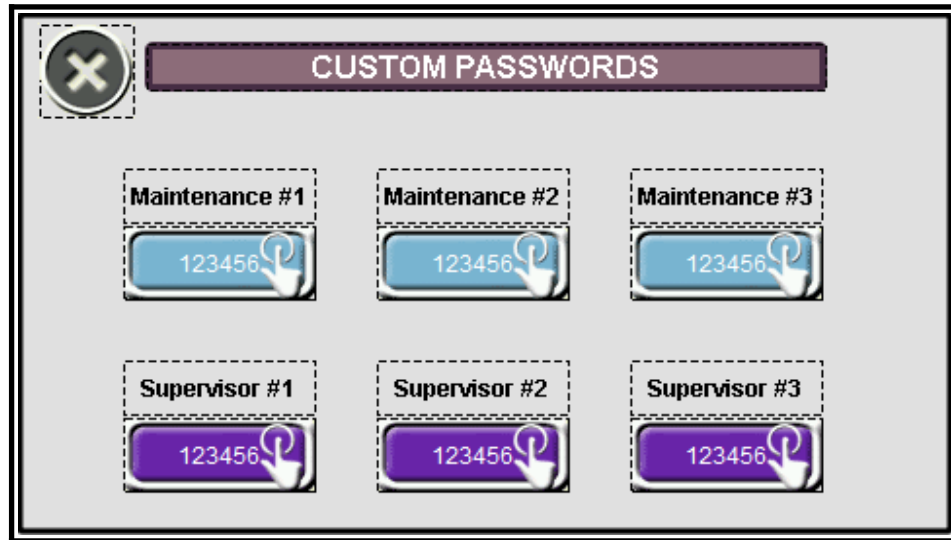 CUSTOM PASSWORDS
Maintenance #1 Maintenance #2 Maintenance #3
123456 123456 123456
Supervisor #1 Supervisor #2 Supervisor #3
123456 123456 123456